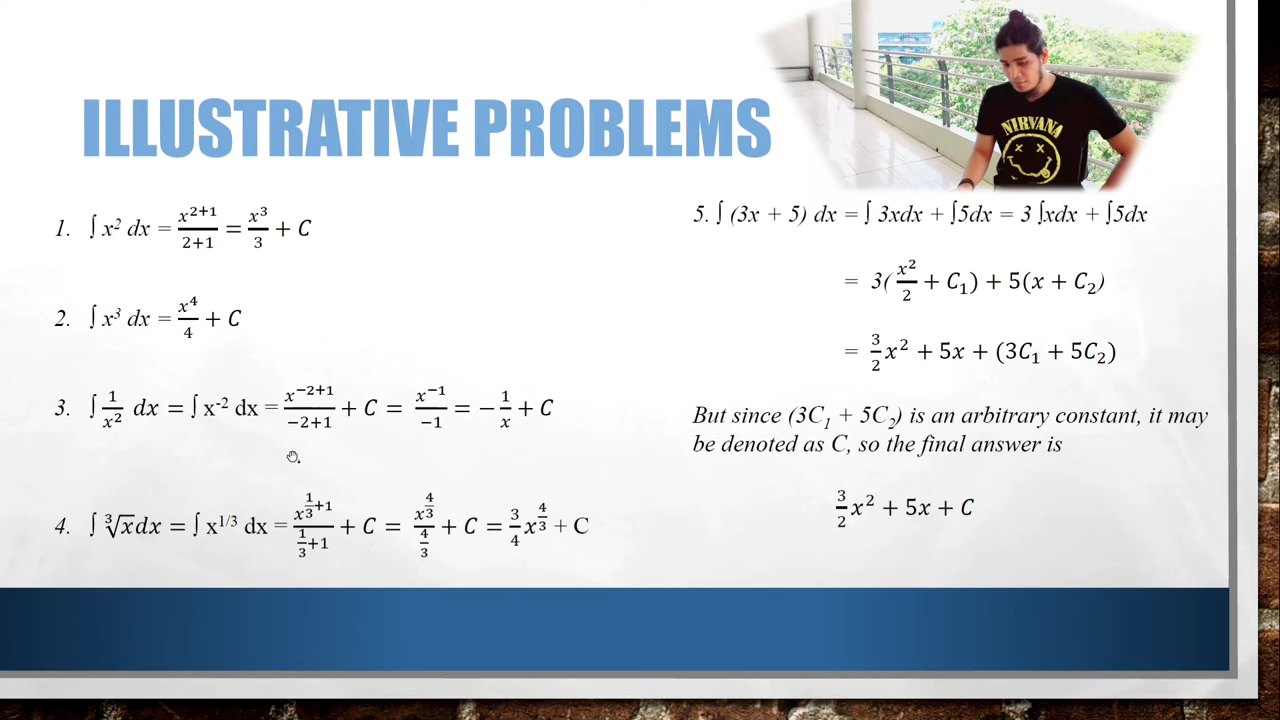 ILLUSTRATIVE PROBLEMS
NIRVANA
1. ∫ x² dx = x²⁺¹/2+1 = x³/3 + C
2. ∫ x³ dx = x⁴/4 + C
3. ∫ 1/x² dx = ∫ x⁻² dx = x⁻²⁺¹/−2+1 + C = x⁻¹/−1 = −1/x + C
4. ∫ ∛x dx = ∫ x^1/3 dx = x^(1/3+1)/(1/3+1) + C = x^(4/3)/(4/3) + C = 3/4 x^(4/3) + C
5. ∫ (3x + 5) dx = ∫ 3xdx + ∫5dx = 3 ∫xdx + ∫5dx
= 3(x²/2 + C₁) + 5(x + C₂)
= 3/2 x² + 5x + (3C₁ + 5C₂)
But since (3C₁ + 5C₂) is an arbitrary constant, it may
be denoted as C, so the final answer is
3/2 x² + 5x + C